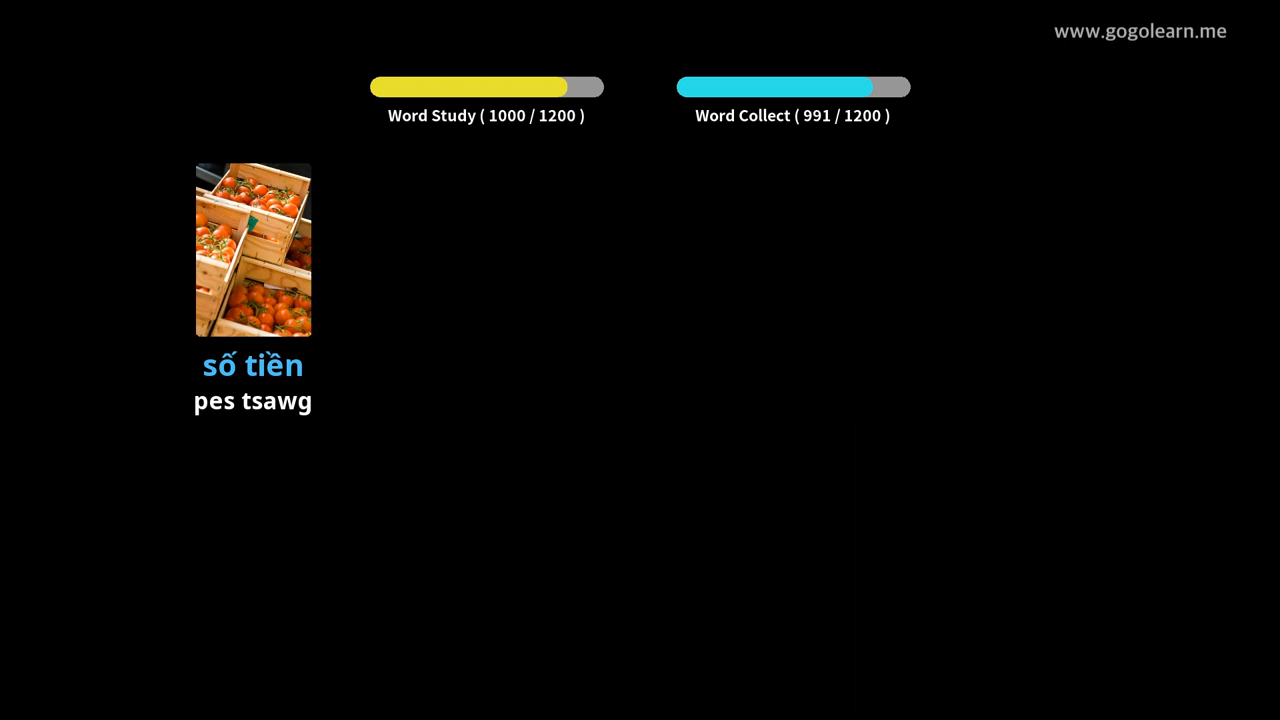 www.gogolearn.me
Word Study ( 1000 / 1200 )
Word Collect ( 991 / 1200 )
số tiền
pes tsawg